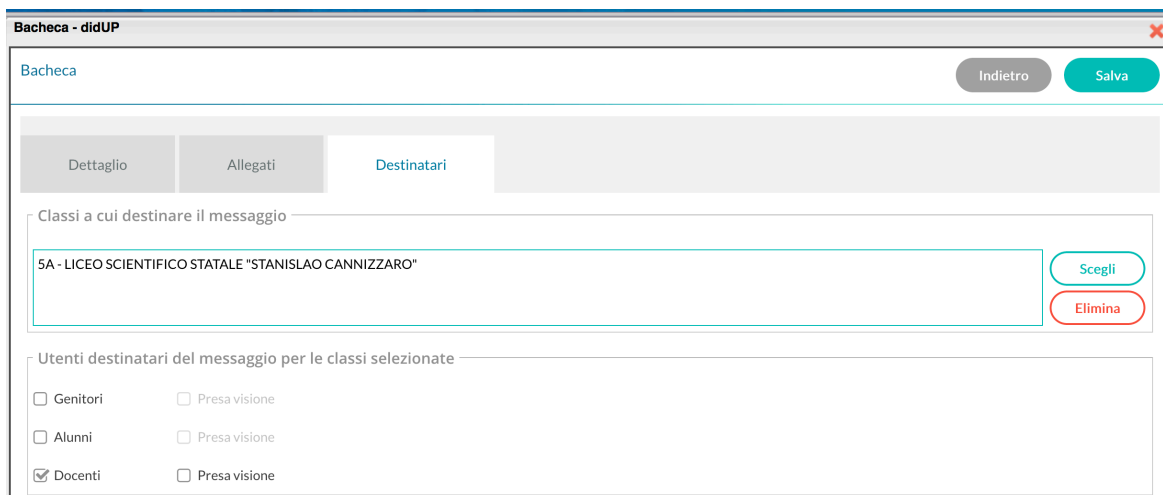 Bacheca - didUP
Bacheca
Indietro
Salva
Dettaglio
Allegati
Destinatari
Classi a cui destinare il messaggio
5A - LICEO SCIENTIFICO STATALE "STANISLAO CANNIZZARO"
Scegli
Elimina
Utenti destinatari del messaggio per le classi selezionate
Genitori Presa visione
Alunni Presa visione
Docenti Presa visione